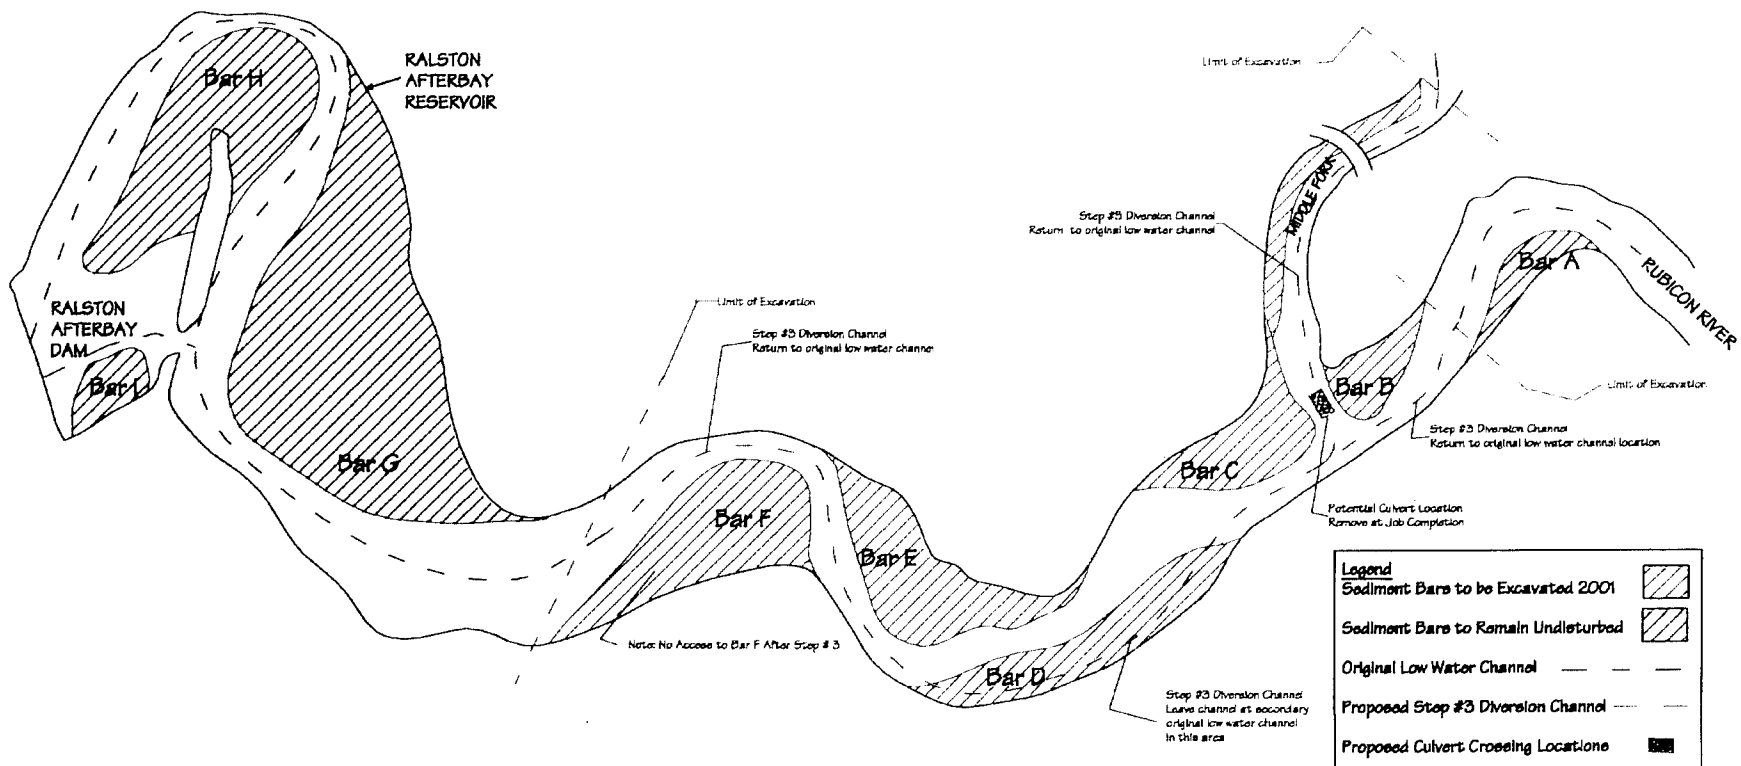 Bar H
RALSTON
AFTERBAY
RESERVOIR
Limit of Excavation
MIDDLE FORK
Step #3 Diversion Channel
Return to original low water channel
Bar A
RUBICON RIVER
RALSTON
AFTERBAY
DAM
Bar I
Limit of Excavation
Step #3 Diversion Channel
Return to original low water channel
Bar B
Limit of Excavation
Step #3 Diversion Channel
Return to original low water channel location
Bar G
Bar C
Bar F
Potential Culvert Location
Remove at Job Completion
Bar E
Note: No Access to Bar F After Step # 3
Bar D
Step #3 Diversion Channel
Leave channel at secondary
original low water channel
in this area
Legend
Sediment Bars to be Excavated 2001
Sediment Bars to Remain Undisturbed
Original Low Water Channel
Proposed Step #3 Diversion Channel
Proposed Culvert Crossing Locations